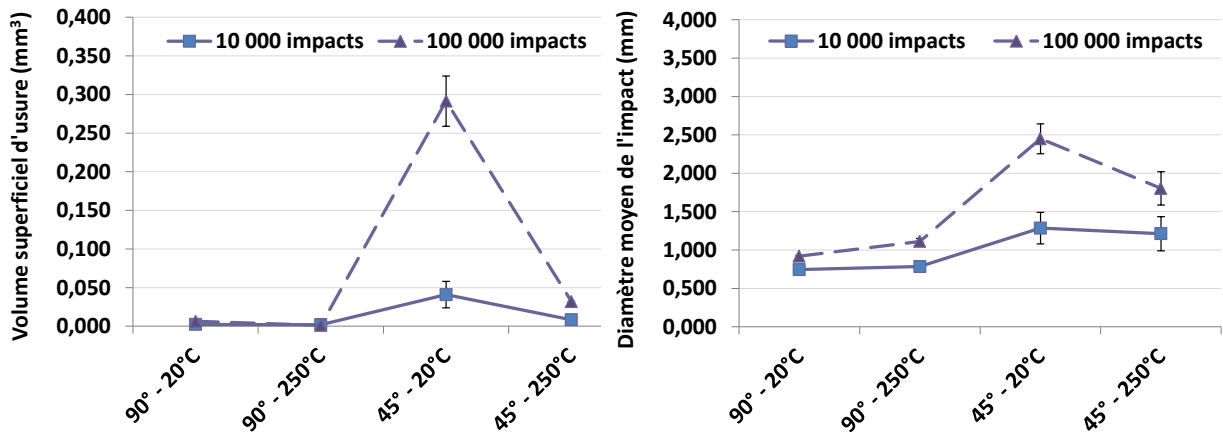 Volume superficiel d'usure (mm³)
0,400
0,350
0,300
0,250
0,200
0,150
0,100
0,050
0,000
10 000 impacts
100 000 impacts
90° - 20°C
90° - 250°C
45° - 20°C
45° - 250°C
Diamètre moyen de l'impact (mm)
4,000
3,500
3,000
2,500
2,000
1,500
1,000
0,500
0,000
10 000 impacts
100 000 impacts
90° - 20°C
90° - 250°C
45° - 20°C
45° - 250°C